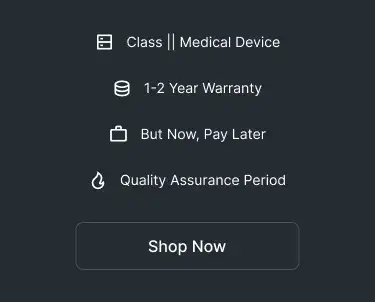 Class || Medical Device
1-2 Year Warranty
But Now, Pay Later
Quality Assurance Period
Shop Now